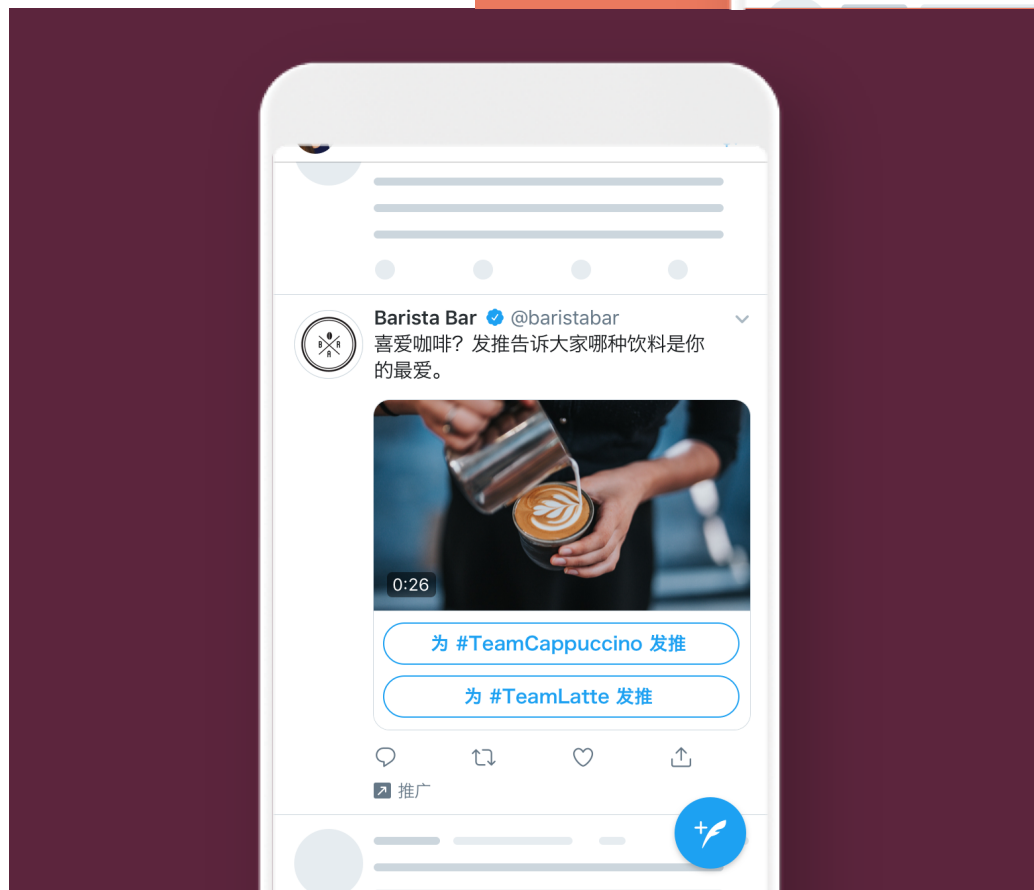 Barista Bar @baristabar
喜爱咖啡？发推告诉大家哪种饮料是你
的最爱。
B A
R
0:26
为 #TeamCappuccino 发推
为 #TeamLatte 发推
推广